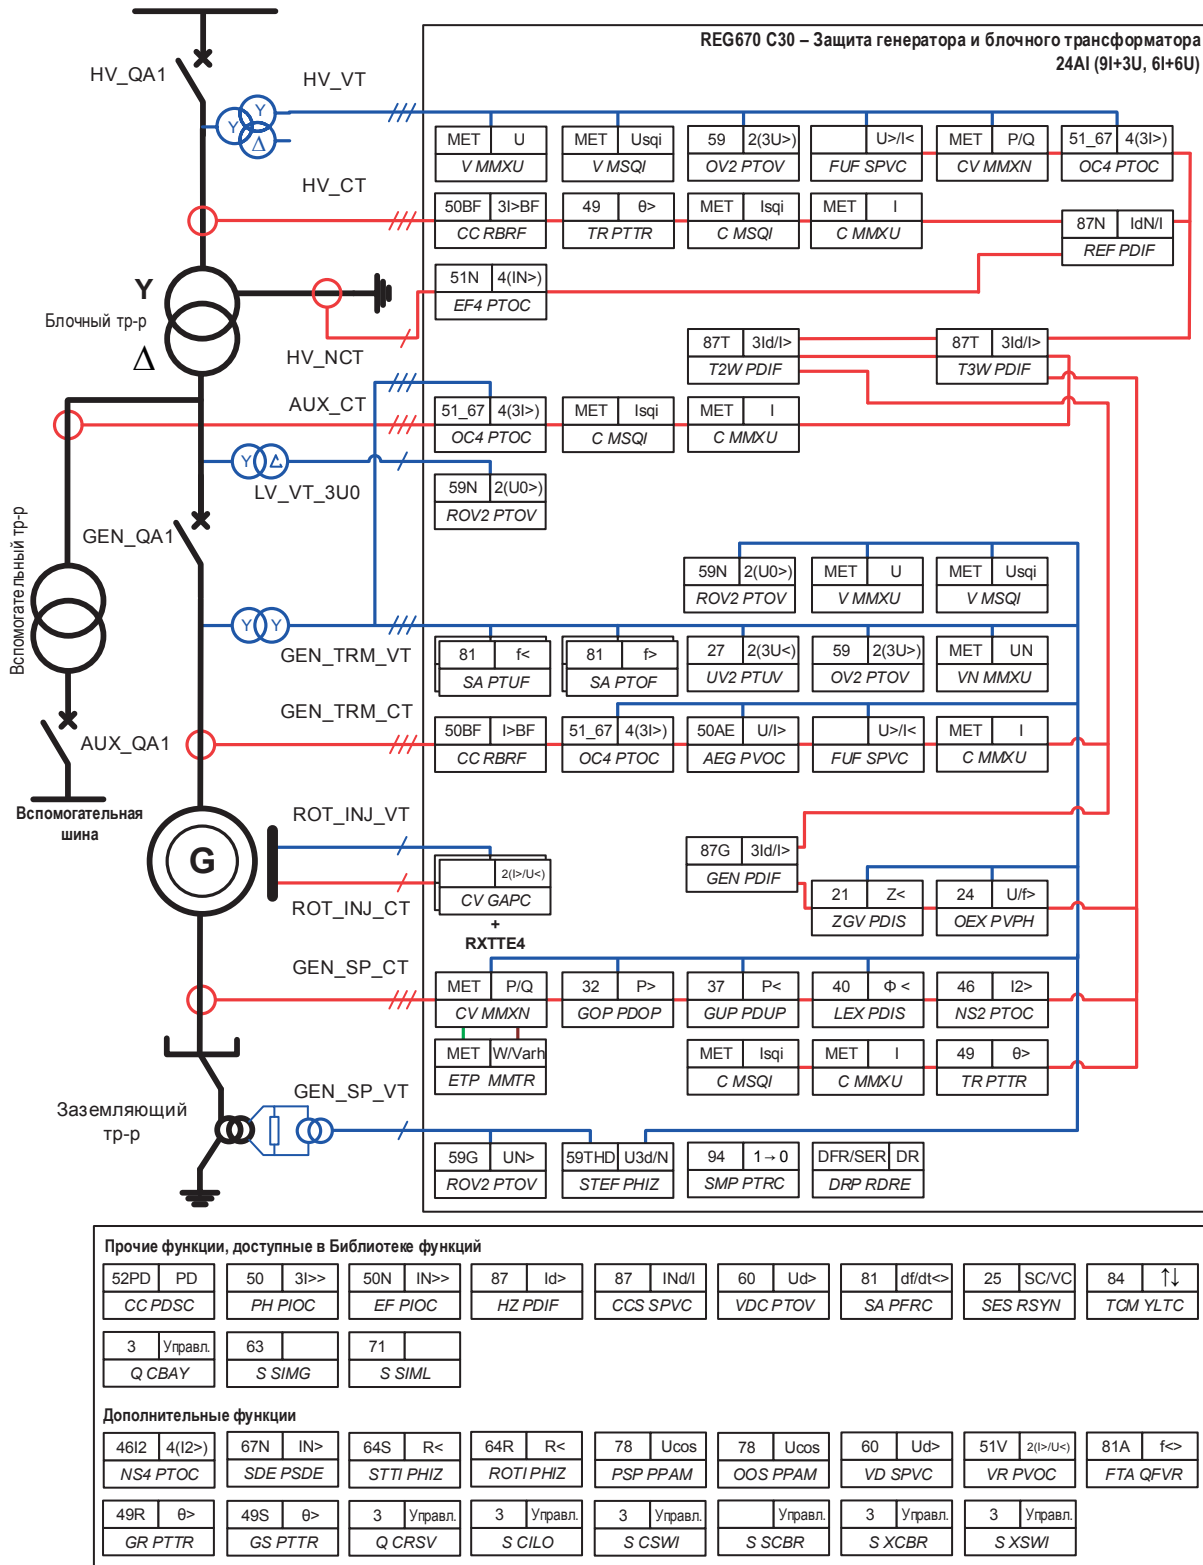 REG670 C30 – Защита генератора и блочного трансформатора
24AI (9I+3U, 6I+6U)
HV_QA1
HV_VT
MET U
V MMXU
MET Usqi
V MSQI
59 2(3U>)
OV2 PTOV
U>/I<
FUF SPVC
MET P/Q
CV MMXN
51_67 4(3I>)
OC4 PTOC
Y
Y
Δ
HV_CT
50BF 3I>BF
CC RBRF
49 θ>
TR PTTR
MET Isqi
C MSQI
MET I
C MMXU
87N IdN/I
REF PDIF
Y
Блочный тр-р
Δ
51N 4(IN>)
EF4 PTOC
HV_NCT
87T 3Id/I>
T2W PDIF
87T 3Id/I>
T3W PDIF
AUX_CT
51_67 4(3I>)
OC4 PTOC
MET Isqi
C MSQI
MET I
C MMXU
Y Δ
LV_VT_3U0
59N 2(U0>)
ROV2 PTOV
GEN_QA1
Вспомогательный тр-р
59N 2(U0>)
ROV2 PTOV
MET U
V MMXU
MET Usqi
V MSQI
Y Y
GEN_TRM_VT
81 f<
SA PTUF
81 f>
SA PTOF
27 2(3U<)
UV2 PTUV
59 2(3U>)
OV2 PTOV
MET UN
VN MMXU
GEN_TRM_CT
AUX_QA1
50BF I>BF
CC RBRF
51_67 4(3I>)
OC4 PTOC
50AE U/I>
AEG PVOC
U>/I<
FUF SPVC
MET I
C MMXU
Вспомогательная
шина
ROT_INJ_VT
G
2(I>/U<)
CV GAPC
+
RXTTE4
ROT_INJ_CT
87G 3Id/I>
GEN PDIF
21 Z<
ZGV PDIS
24 U/f>
OEX PVPH
GEN_SP_CT
MET P/Q
CV MMXN
32 P>
GOP PDOP
37 P<
GUP PDUP
40 Φ <
LEX PDIS
46 I2>
NS2 PTOC
MET W/Varh
ETP MMTR
MET Isqi
C MSQI
MET I
C MMXU
49 θ>
TR PTTR
GEN_SP_VT
Заземляющий
тр-р
59G UN>
ROV2 PTOV
59THD U3d/N
STEF PHIZ
94 1→0
SMP PTRC
DFR/SER DR
DRP RDRE
Прочие функции, доступные в Библиотеке функций
52PD PD
CC PDSC
50 3I>>
PH PIOC
50N IN>>
EF PIOC
87 Id>
HZ PDIF
87 INd/I
CCS SPVC
60 Ud>
VDC PTOV
81 df/dt<>
SA PFRC
25 SC/VC
SES RSYN
84 ↑↓
TCM YLTC
3 Управл.
Q CBAY
63
S SIMG
71
S SIML
Дополнительные функции
46I2 4(I2>)
NS4 PTOC
67N IN>
SDE PSDE
64S R<
STTI PHIZ
64R R<
ROTI PHIZ
78 Ucos
PSP PPAM
78 Ucos
OOS PPAM
60 Ud>
VD SPVC
51V 2(I>/U<)
VR PVOC
81A f<>
FTA QFVR
49R θ>
GR PTTR
49S θ>
GS PTTR
3 Управл.
Q CRSV
3 Управл.
S CILO
3 Управл.
S CSWI
Управл.
S SCBR
3 Управл.
S XCBR
3 Управл.
S XSWI